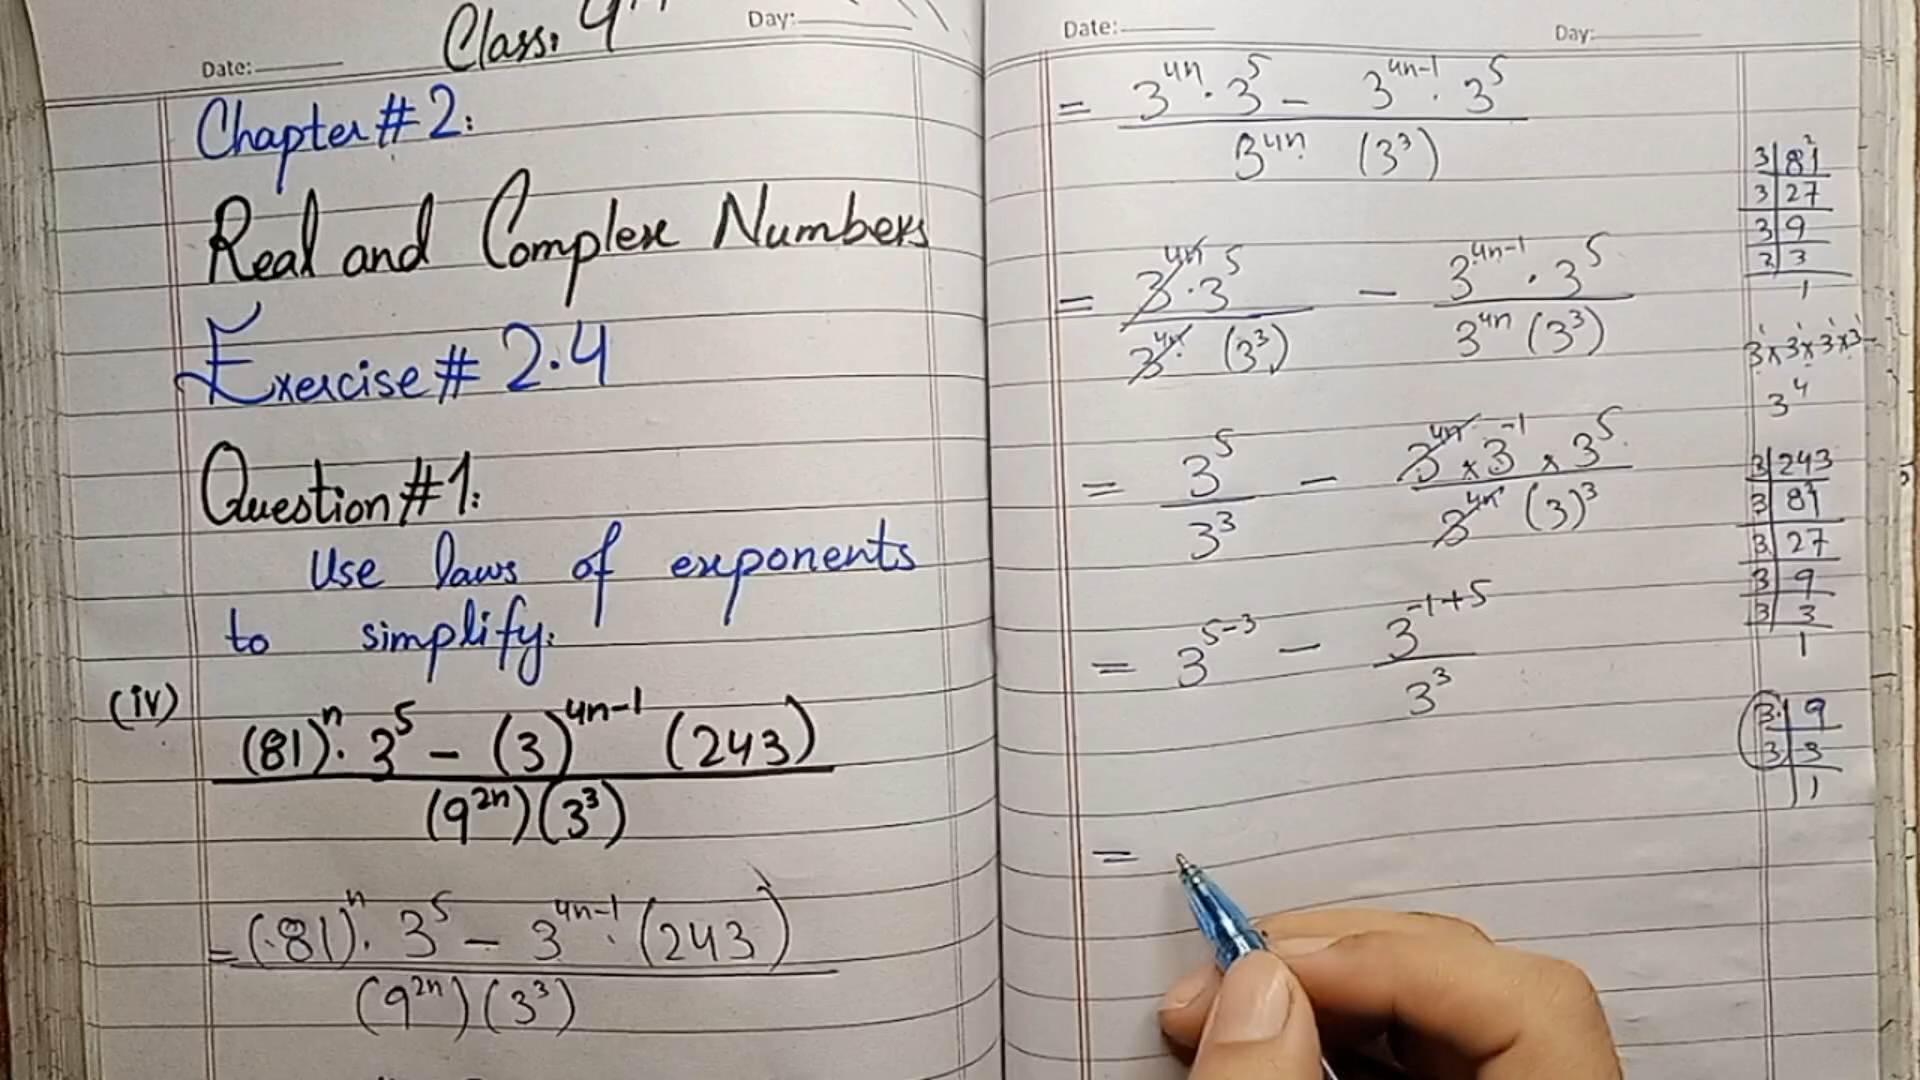 Class: 9th
Date: Day:
Chapter # 2:
Real and Complex Numbers
Exercise # 2.4
Question #1:
Use laws of exponents
to simplify.
(iv)
(81)^n . 3^5 – (3)^{4n-1} (243)
(9^{2n})(3^3)
= (81)^n . 3^5 – 3^{4n-1} . (243)
(9^{2n})(3^3)
Date: Day:
= 3^{4n} . 3^5 – 3^{4n-1} . 3^5
3^{4n} (3^3)
= 3^{4n} . 3^5 – 3^{4n-1} . 3^5
3^{4n} . (3^3) 3^{4n} (3^3)
= 3^5 – 3^{4n} × 3^{-1} × 3^5
3^3 3^{4n} (3)^3
= 3^{5-3} – 3^{-1+5}
3^3
=
3 | 81
3 | 27
3 | 9
3 | 3
1
3 × 3 × 3 × 3
3^4
3 | 243
3 | 81
3 | 27
3 | 9
3 | 3
1
3 | 9
3 | 3
1